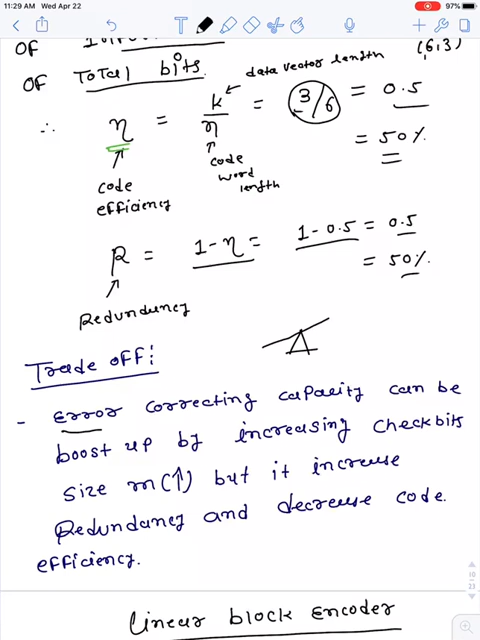 11:29 AM Wed Apr 22
97%
OF
OF TOTAL bits.
(6,3)
data vector length
∴ η = k/n = 3/6 = 0.5
= 50%
code efficiency
code word length
R = 1-η = 1-0.5 = 0.5
= 50%
Redundancy
Trade off:
- Error correcting capacity can be
boost up by increasing checkbits
size m(↑) but it increase
Redundancy and decrease code
efficiency.
10
23
Linear block Encoder